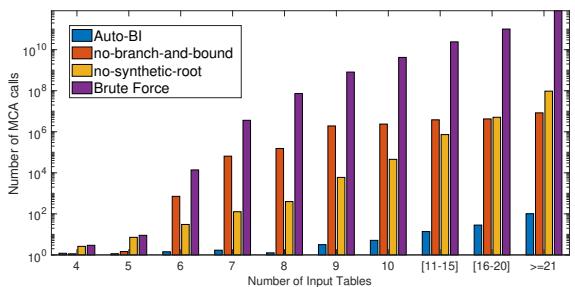 Auto-BI
no-branch-and-bound
no-synthetic-root
Brute Force
Number of MCA calls
10^10
10^8
10^6
10^4
10^2
10^0
4 5 6 7 8 9 10 [11-15] [16-20] >=21
Number of Input Tables